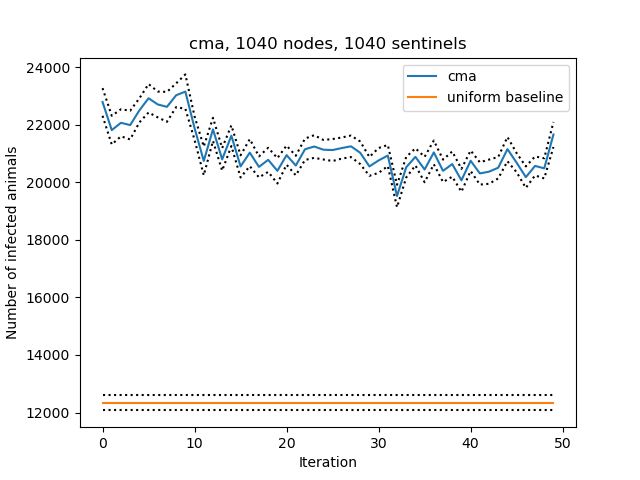 cma, 1040 nodes, 1040 sentinels
24000
22000
20000
18000
16000
14000
12000
Number of infected animals
cma
uniform baseline
0
10
20
30
40
50
Iteration